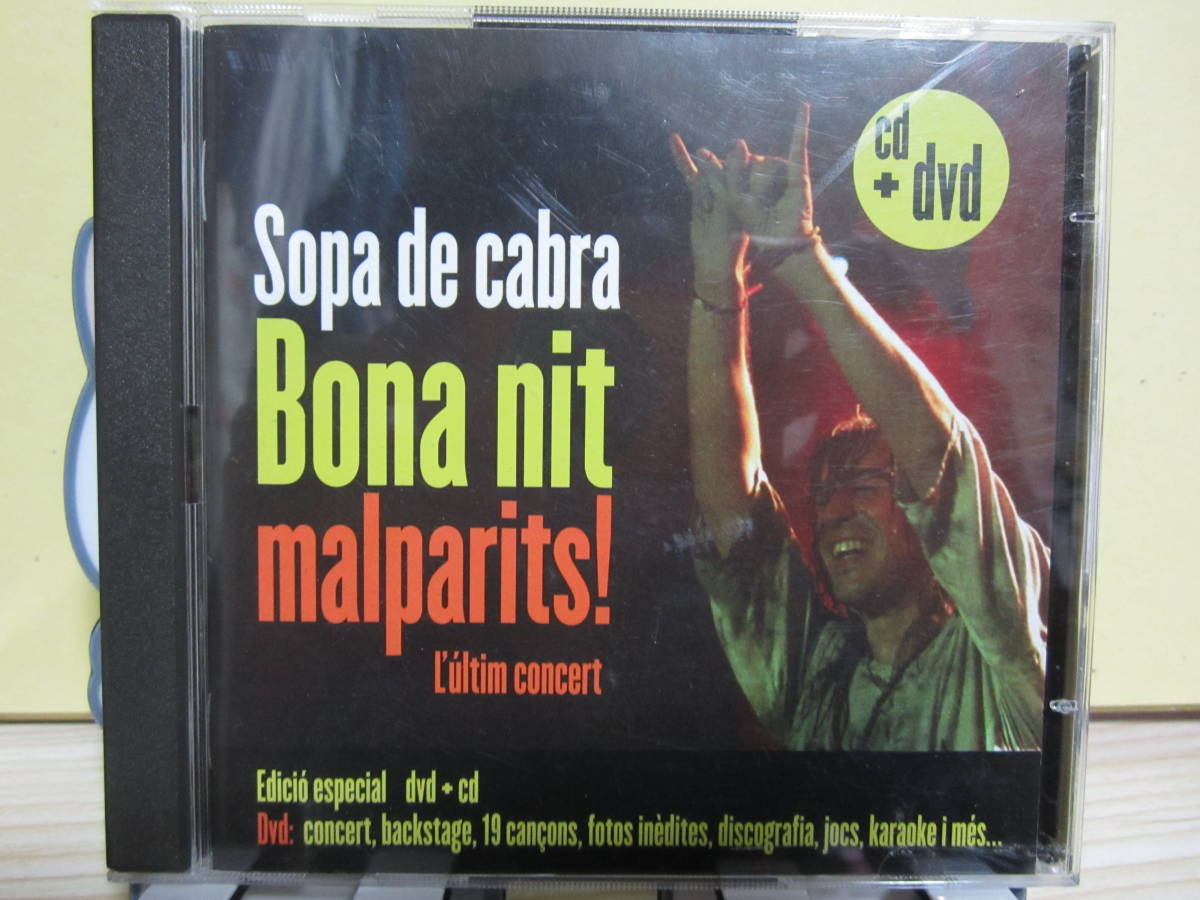 cd
+ dvd
Sopa de cabra
Bona nit
malparits!
L'últim concert
Edició especial dvd + cd
Dvd: concert, backstage, 19 cançons, fotos inèdites, discografia, jocs, karaoke i més...